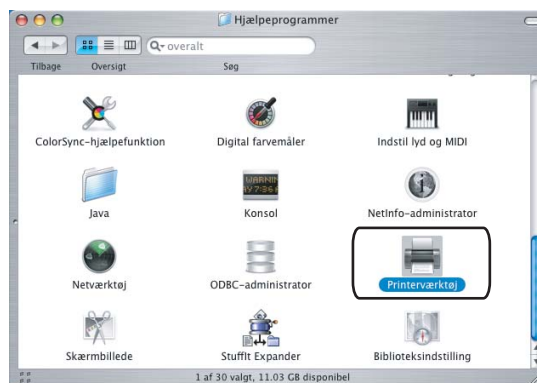 Hjælpeprogrammer
overalt
Tilbage Oversigt Søg
ColorSync-hjælpefunktion Digital farvemåler Indstil lyd og MIDI
Java Konsol NetInfo-administrator
Netværktøj ODBC-administrator Printerværktøj
Skærmbillede StuffIt Expander Biblioteksindstilling
1 af 30 valgt, 11.03 GB disponibel